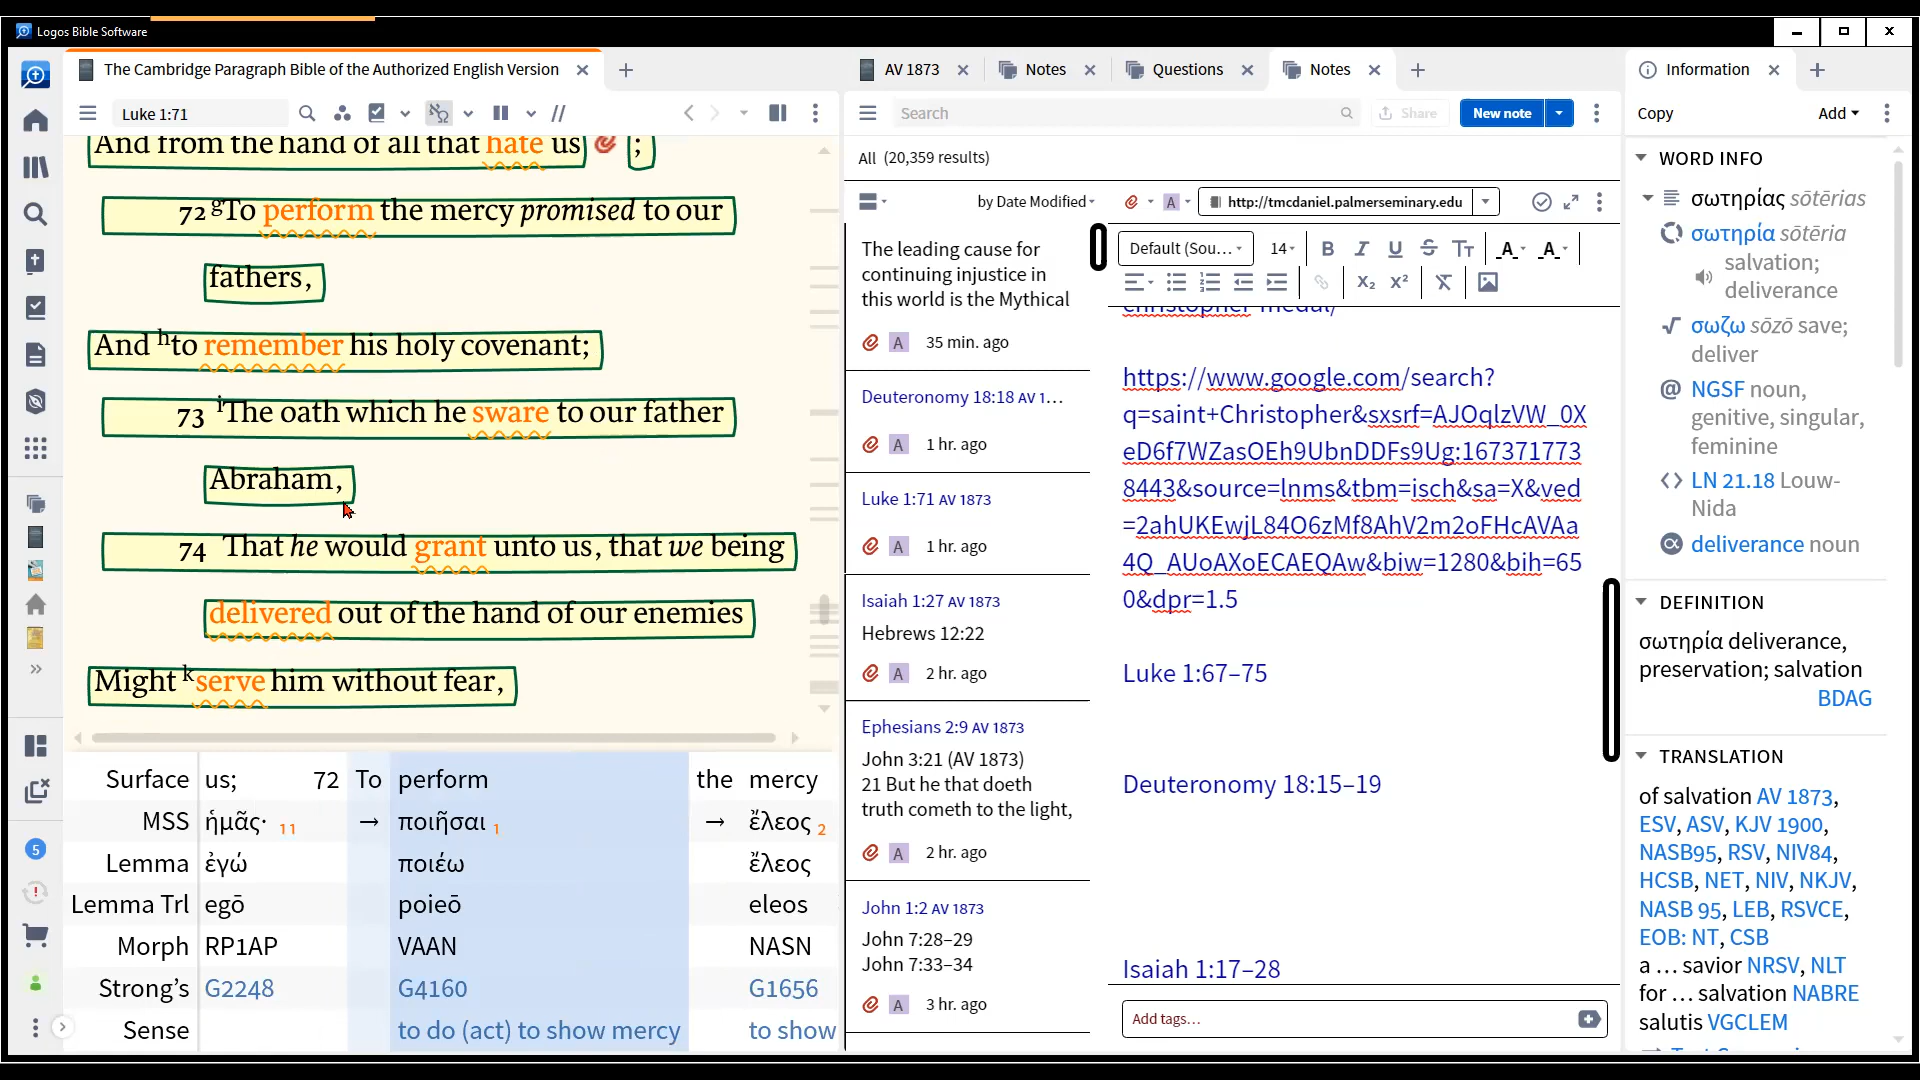 Logos Bible Software
The Cambridge Paragraph Bible of the Authorized English Version
Luke 1:71
And from the hand of all that hate us ;
72 gTo perform the mercy promised to our
fathers,
And hto remember his holy covenant;
73 iThe oath which he sware to our father
Abraham,
74 That he would grant unto us, that we being
delivered out of the hand of our enemies
Might kserve him without fear,
Surface us; 72 To perform the mercy
MSS ἡμᾶς· 11 → ποιῆσαι 1 → ἔλεος 2
Lemma ἐγώ ποιέω ἔλεος
Lemma Trl egō poieō eleos
Morph RP1AP VAAN NASN
Strong's G2248 G4160 G1656
Sense to do (act) to show mercy to show
5
AV 1873 Notes Questions Notes
Search Share New note
All (20,359 results)
by Date Modified
The leading cause for
continuing injustice in
this world is the Mythical
A 35 min. ago
Deuteronomy 18:18 AV 1…
A 1 hr. ago
Luke 1:71 AV 1873
A 1 hr. ago
Isaiah 1:27 AV 1873
Hebrews 12:22
A 2 hr. ago
Ephesians 2:9 AV 1873
John 3:21 (AV 1873)
21 But he that doeth
truth cometh to the light,
A 2 hr. ago
John 1:2 AV 1873
John 7:28–29
John 7:33–34
A 3 hr. ago
A http://tmcdaniel.palmerseminary.edu
Default (Sou… 14 B I U S Tт A A
X₂ X²
christopher-medal/
https://www.google.com/search?
q=saint+Christopher&sxsrf=AJOqlzVW_0X
eD6f7WZasOEh9UbnDDFs9Ug:167371773
8443&source=lnms&tbm=isch&sa=X&ved
=2ahUKEwjL84O6zMf8AhV2m2oFHcAVAa
4Q_AUoAXoECAEQAw&biw=1280&bih=65
0&dpr=1.5
Luke 1:67–75
Deuteronomy 18:15–19
Isaiah 1:17–28
Add tags…
Information
Copy Add
WORD INFO
σωτηρίας sōtērias
σωτηρία sōtēria
salvation;
deliverance
σωζω sōzō save;
deliver
@ NGSF noun,
genitive, singular,
feminine
LN 21.18 Louw-
Nida
deliverance noun
DEFINITION
σωτηρία deliverance,
preservation; salvation
BDAG
TRANSLATION
of salvation AV 1873,
ESV, ASV, KJV 1900,
NASB95, RSV, NIV84,
HCSB, NET, NIV, NKJV,
NASB 95, LEB, RSVCE,
EOB: NT, CSB
a … savior NRSV, NLT
for … salvation NABRE
salutis VGCLEM